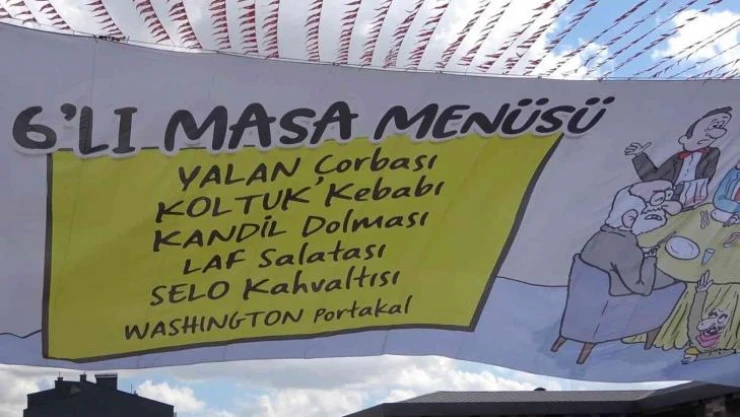 6'LI MASA MENÜSÜ
YALAN Çorbası
KOLTUK Kebabı
KANDİL Dolması
LAF Salatası
SELO Kahvaltısı
WASHINGTON Portakal